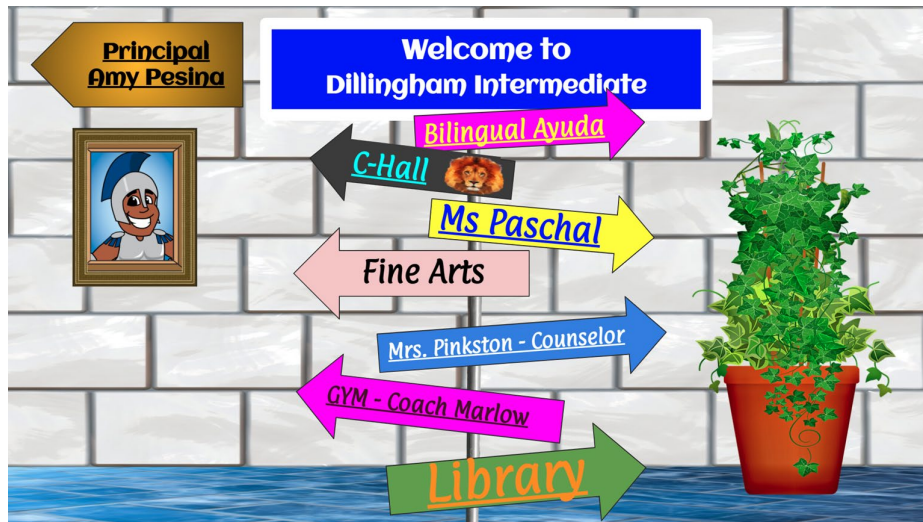 Principal
Amy Pesina
Welcome to
Dillingham Intermediate
Bilingual Ayuda
C-Hall
Ms Paschal
Fine Arts
Mrs. Pinkston - Counselor
GYM - Coach Marlow
Library